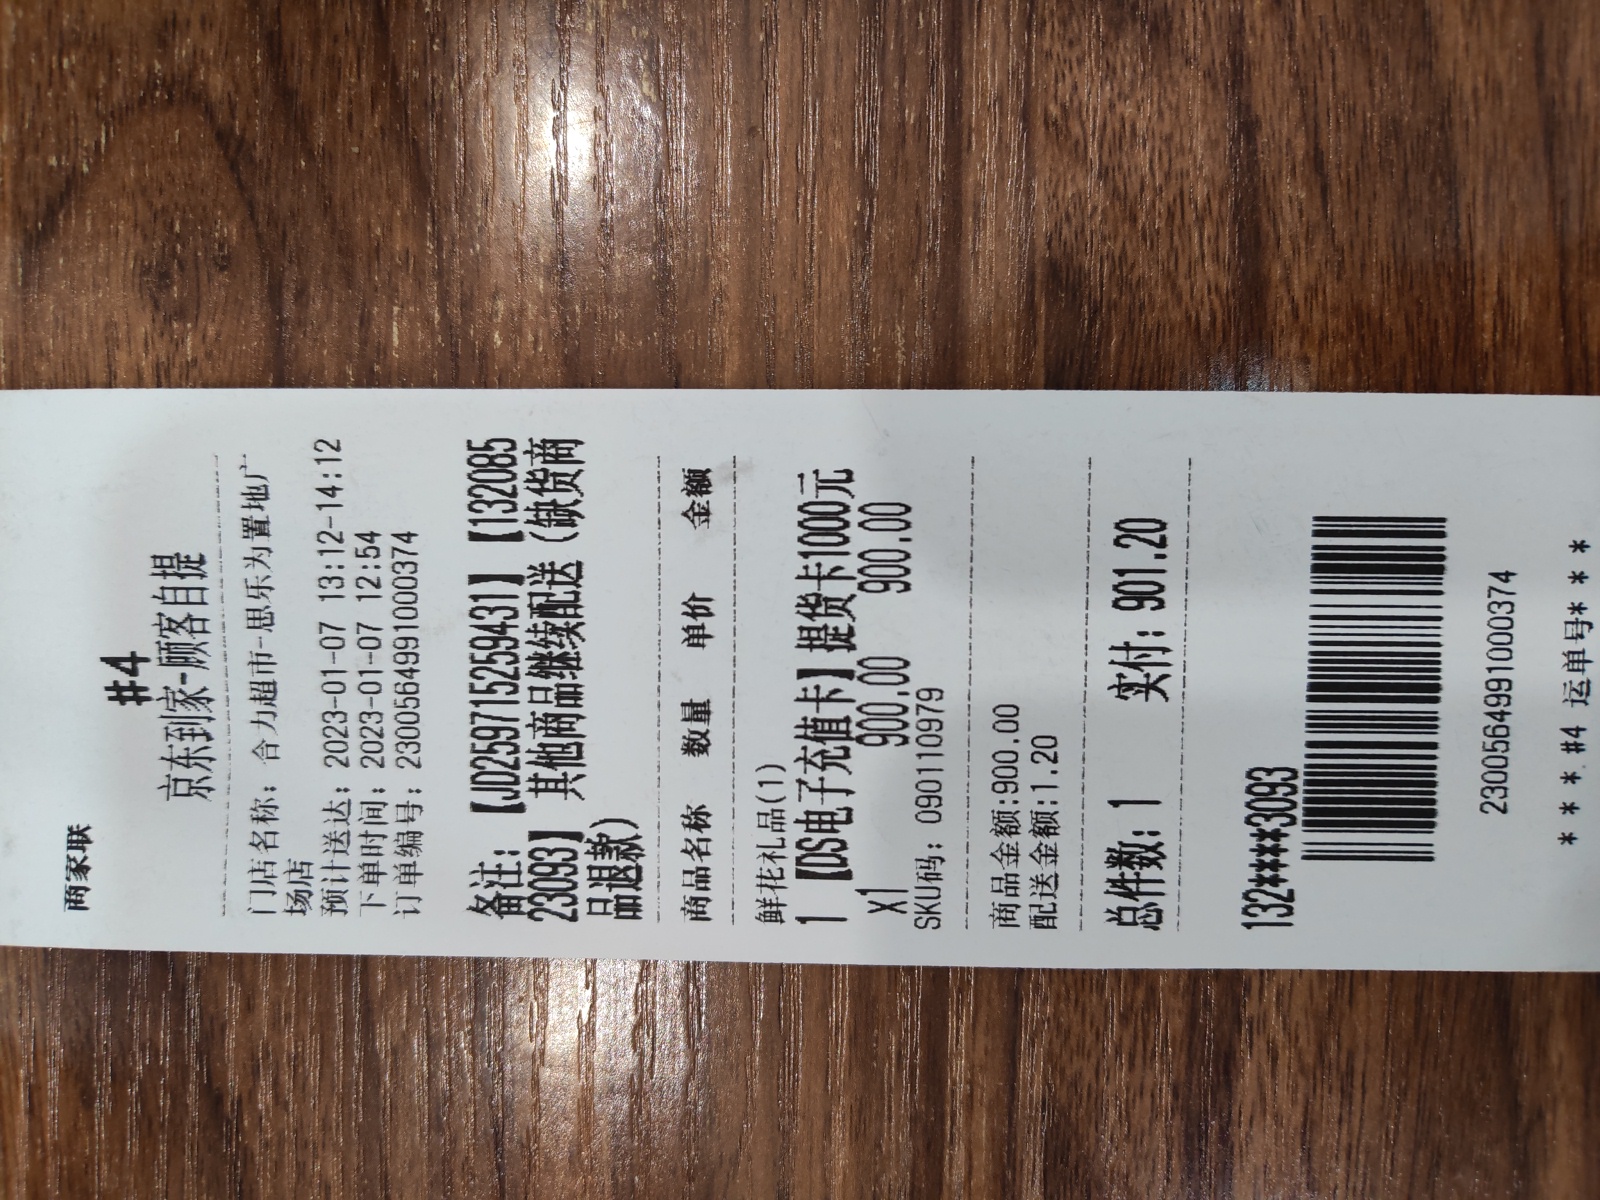 商家联
#4
京东到家-顾客自提
门店名称: 合力超市-思乐为置地广
场店
预计送达: 2023-01-07 13:12-14:12
下单时间: 2023-01-07 12:54
订单编号: 2300564991000374
备注: 【JD259715259431】【132085
23093】 其他商品继续配送 (缺货商
品退款)
商品名称 数量 单价 金额
鲜花礼品(1)
1 【DS电子充值卡】提货卡1000元
X1 900.00 900.00
SKU码: 0901109979
商品金额:900.00
配送金额:1.20
总件数: 1 实付: 901.20
132****3093
2300564991000374
* * * #4 运单号* * *